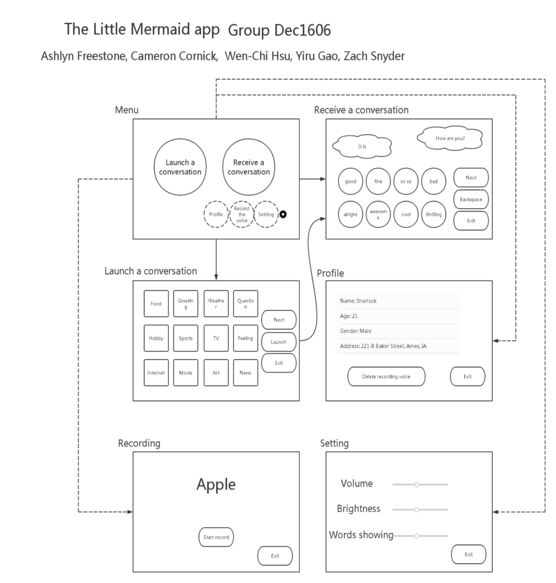 The Little Mermaid app Group Dec1606
Ashlyn Freestone, Cameron Cornick, Wen-Chi Hsu, Yiru Gao, Zach Snyder
Menu
Launch a
conversation
Receive a
conversation
Profile
Record
the
voice
Setting
Receive a conversation
It is
How are you?
good
fine
so so
bad
Next
Backspace
alright
awesom
e
cool
thrilling
Exit
Launch a conversation
Food
Greetin
g
Weathe
r
Questio
n
Next
Hobby
Sports
TV
Feeling
Launch
Exit
Internet
Movie
Art
News
Profile
Name: Sherlock
Age: 21
Gender: Male
Address: 221-B Baker Street, Ames, IA
Delete recording voice
Exit
Recording
Apple
Start record
Exit
Setting
Volume
Brightness
Words showing
Exit